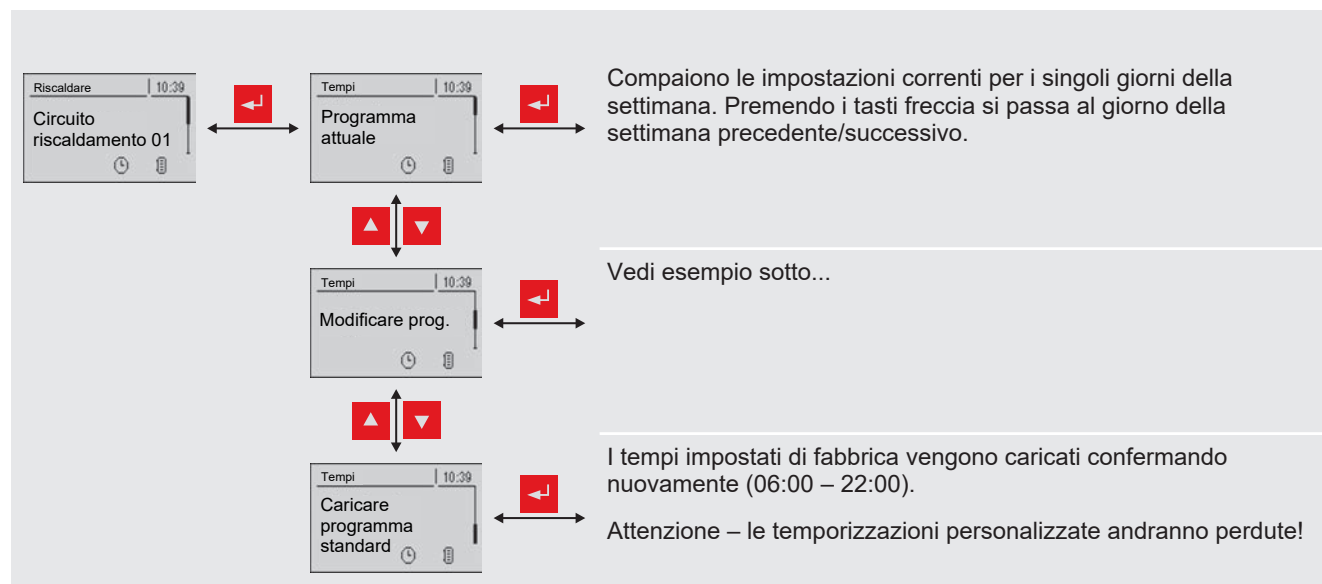 Riscaldare 10:39
Circuito
riscaldamento 01
Tempi 10:39
Programma
attuale
Compaiono le impostazioni correnti per i singoli giorni della
settimana. Premendo i tasti freccia si passa al giorno della
settimana precedente/successivo.
Tempi 10:39
Modificare prog.
Vedi esempio sotto...
Tempi 10:39
Caricare
programma
standard
I tempi impostati di fabbrica vengono caricati confermando
nuovamente (06:00 – 22:00).
Attenzione – le temporizzazioni personalizzate andranno perdute!